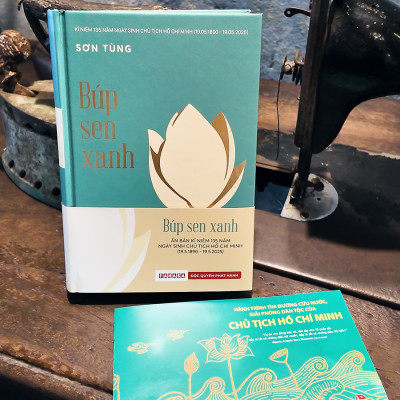 KỈ NIỆM 135 NĂM NGÀY SINH CHỦ TỊCH HỒ CHÍ MINH (19.05.1890 - 19.05.2025)
SƠN TÙNG
Búp
sen
xanh
Búp sen xanh
ẤN BẢN KỈ NIỆM 135 NĂM
NGÀY SINH CHỦ TỊCH HỒ CHÍ MINH
(19.5.1890 - 19.5.2025)
FAHASA ĐỘC QUYỀN PHÁT HÀNH
HÀNH TRÌNH TÌM ĐƯỜNG CỨU NƯỚC,
GIẢI PHÓNG DÂN TỘC CỦA
CHỦ TỊCH HỒ CHÍ MINH